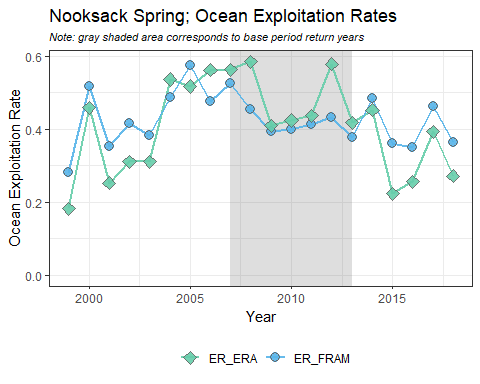 Nooksack Spring; Ocean Exploitation Rates
Note: gray shaded area corresponds to base period return years
Ocean Exploitation Rate
0.6
0.4
0.2
0.0
2000 2005 2010 2015
Year
ER_ERA ER_FRAM